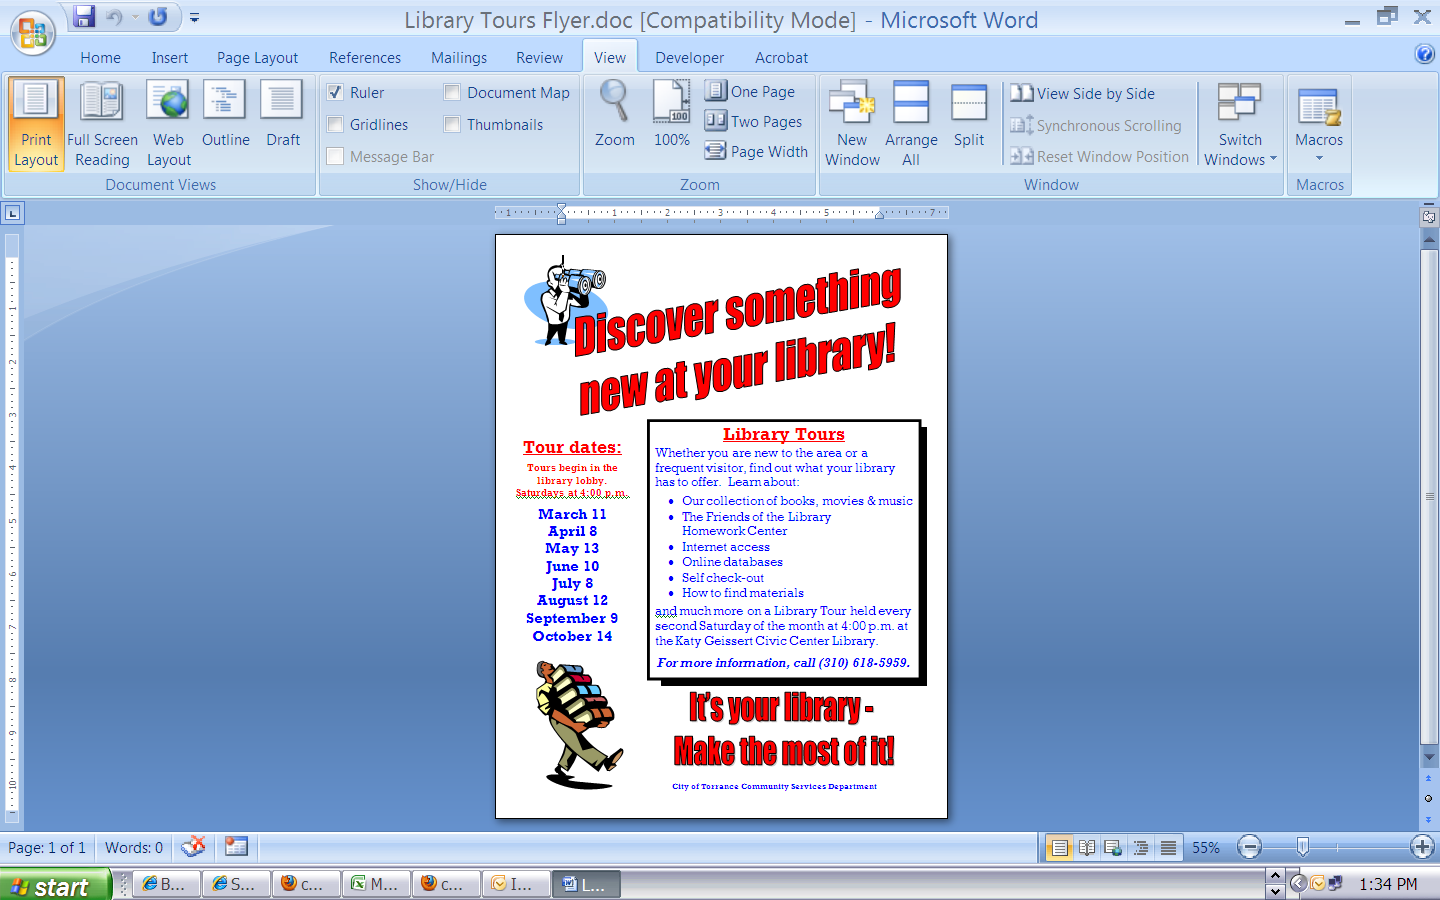 Library Tours Flyer.doc [Compatibility Mode] - Microsoft Word
Home Insert Page Layout References Mailings Review View Developer Acrobat
Print Layout
Full Screen Reading
Web Layout
Outline
Draft
Document Views
Ruler
Gridlines
Message Bar
Document Map
Thumbnails
Show/Hide
Zoom
100%
One Page
Two Pages
Page Width
Zoom
New Window
Arrange All
Split
View Side by Side
Synchronous Scrolling
Reset Window Position
Switch Windows
Window
Macros
Macros
Discover something
new at your library!
Tour dates:
Tours begin in the
library lobby.
Saturdays at 4:00 p.m.
March 11
April 8
May 13
June 10
July 8
August 12
September 9
October 14
Library Tours
Whether you are new to the area or a
frequent visitor, find out what your library
has to offer. Learn about:
• Our collection of books, movies & music
• The Friends of the Library
Homework Center
• Internet access
• Online databases
• Self check-out
• How to find materials
and much more on a Library Tour held every
second Saturday of the month at 4:00 p.m. at
the Katy Geissert Civic Center Library.
For more information, call (310) 618-5959.
It's your library -
Make the most of it!
City of Torrance Community Services Department
Page: 1 of 1 Words: 0 55%
start B... S... c... M... c... I... L... 1:34 PM